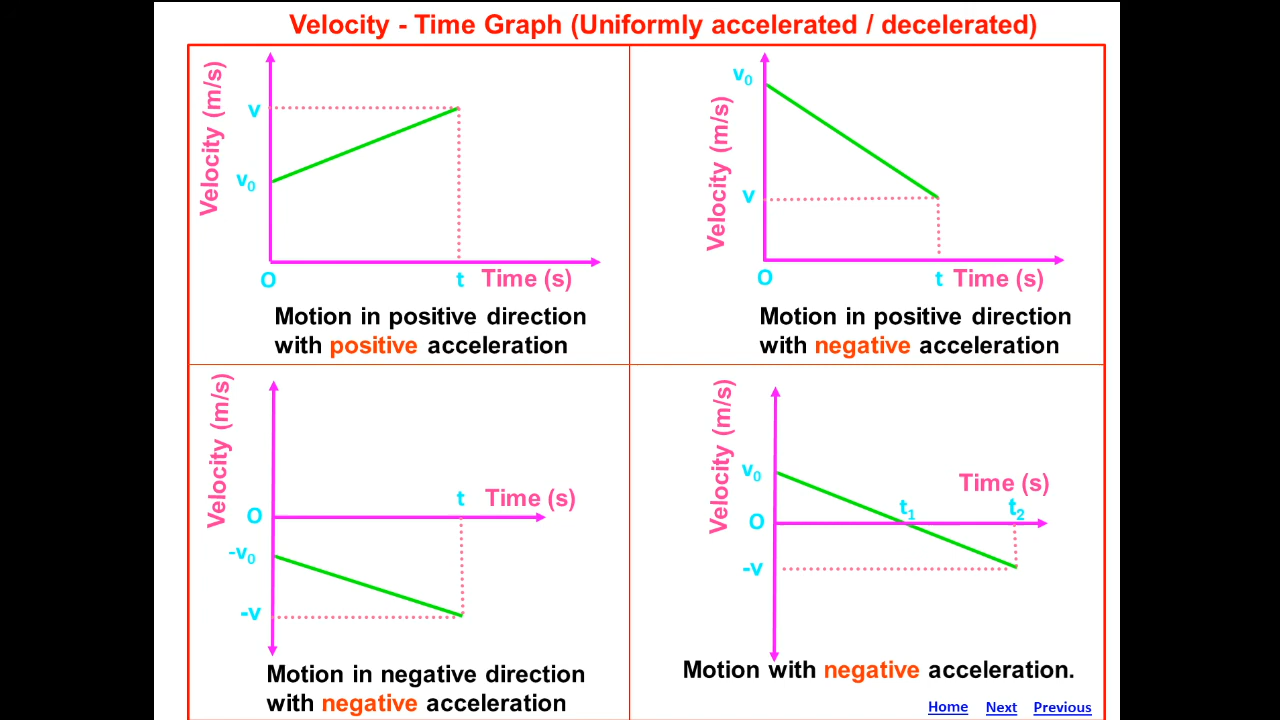 Velocity - Time Graph (Uniformly accelerated / decelerated)
Velocity (m/s)
v
v₀
O
t
Time (s)
Motion in positive direction
with positive acceleration
v₀
Velocity (m/s)
v
O
t
Time (s)
Motion in positive direction
with negative acceleration
Velocity (m/s)
t
Time (s)
O
-v₀
-v
Motion in negative direction
with negative acceleration
Velocity (m/s)
v₀
Time (s)
t₁
t₂
O
-v
Motion with negative acceleration.
Home Next Previous